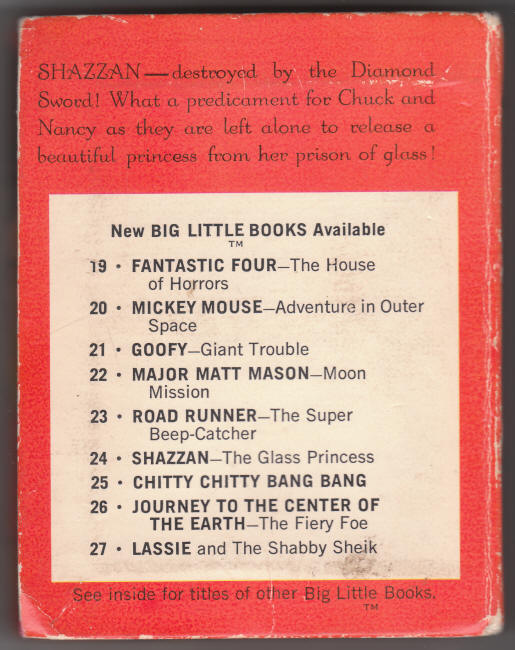 SHAZZAN—destroyed by the Diamond
Sword! What a predicament for Chuck and
Nancy as they are left alone to release a
beautiful princess from her prison of glass!
New BIG LITTLE BOOKS Available
TM
19 • FANTASTIC FOUR—The House
of Horrors
20 • MICKEY MOUSE—Adventure in Outer
Space
21 • GOOFY—Giant Trouble
22 • MAJOR MATT MASON—Moon
Mission
23 • ROAD RUNNER—The Super
Beep-Catcher
24 • SHAZZAN—The Glass Princess
25 • CHITTY CHITTY BANG BANG
26 • JOURNEY TO THE CENTER OF
THE EARTH—The Fiery Foe
27 • LASSIE and The Shabby Sheik
See inside for titles of other Big Little Books.
TM